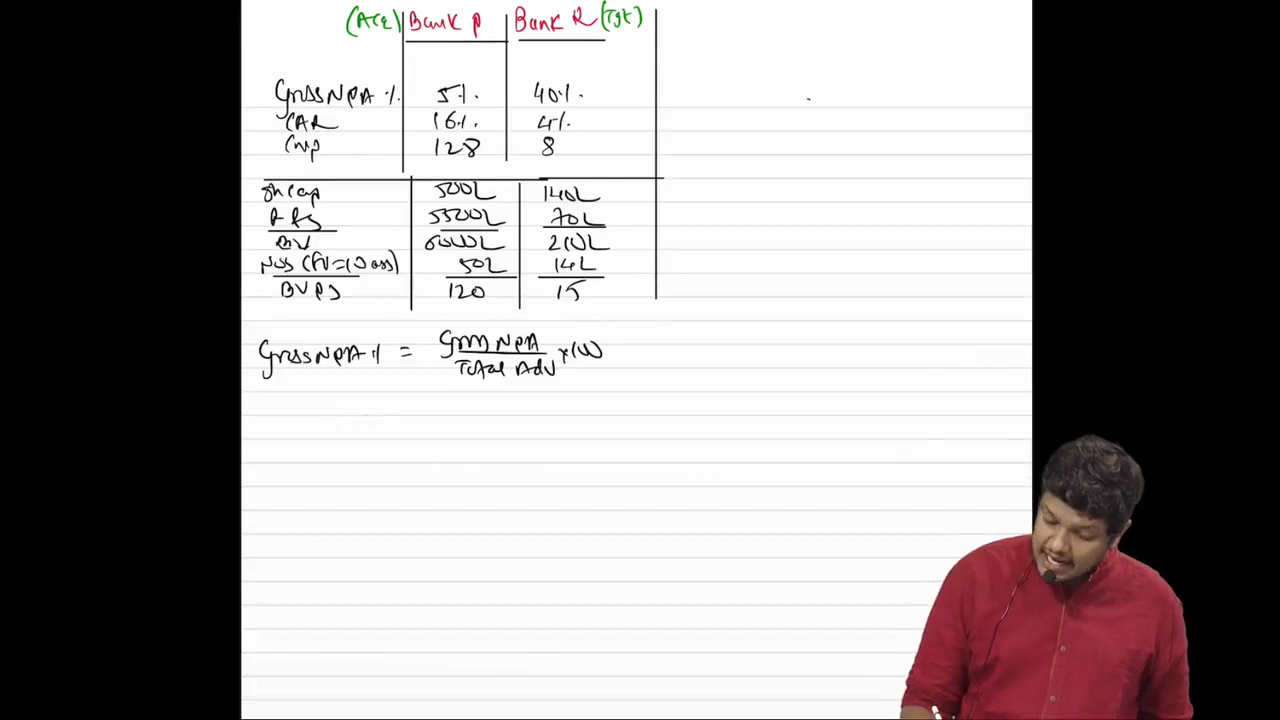 (Acq) Bank P Bank R (Tgt)
Gross NPA % 5% 40%
CAR 16% 4%
CMP 128 8
Sh cap 500L 140L
R & S 5500L 70L
BV 6000L 210L
NOS (FV=10 ass) 50L 14L
BVPS 120 15
Gross NPA % = Gross NPA
Total Adv × 100